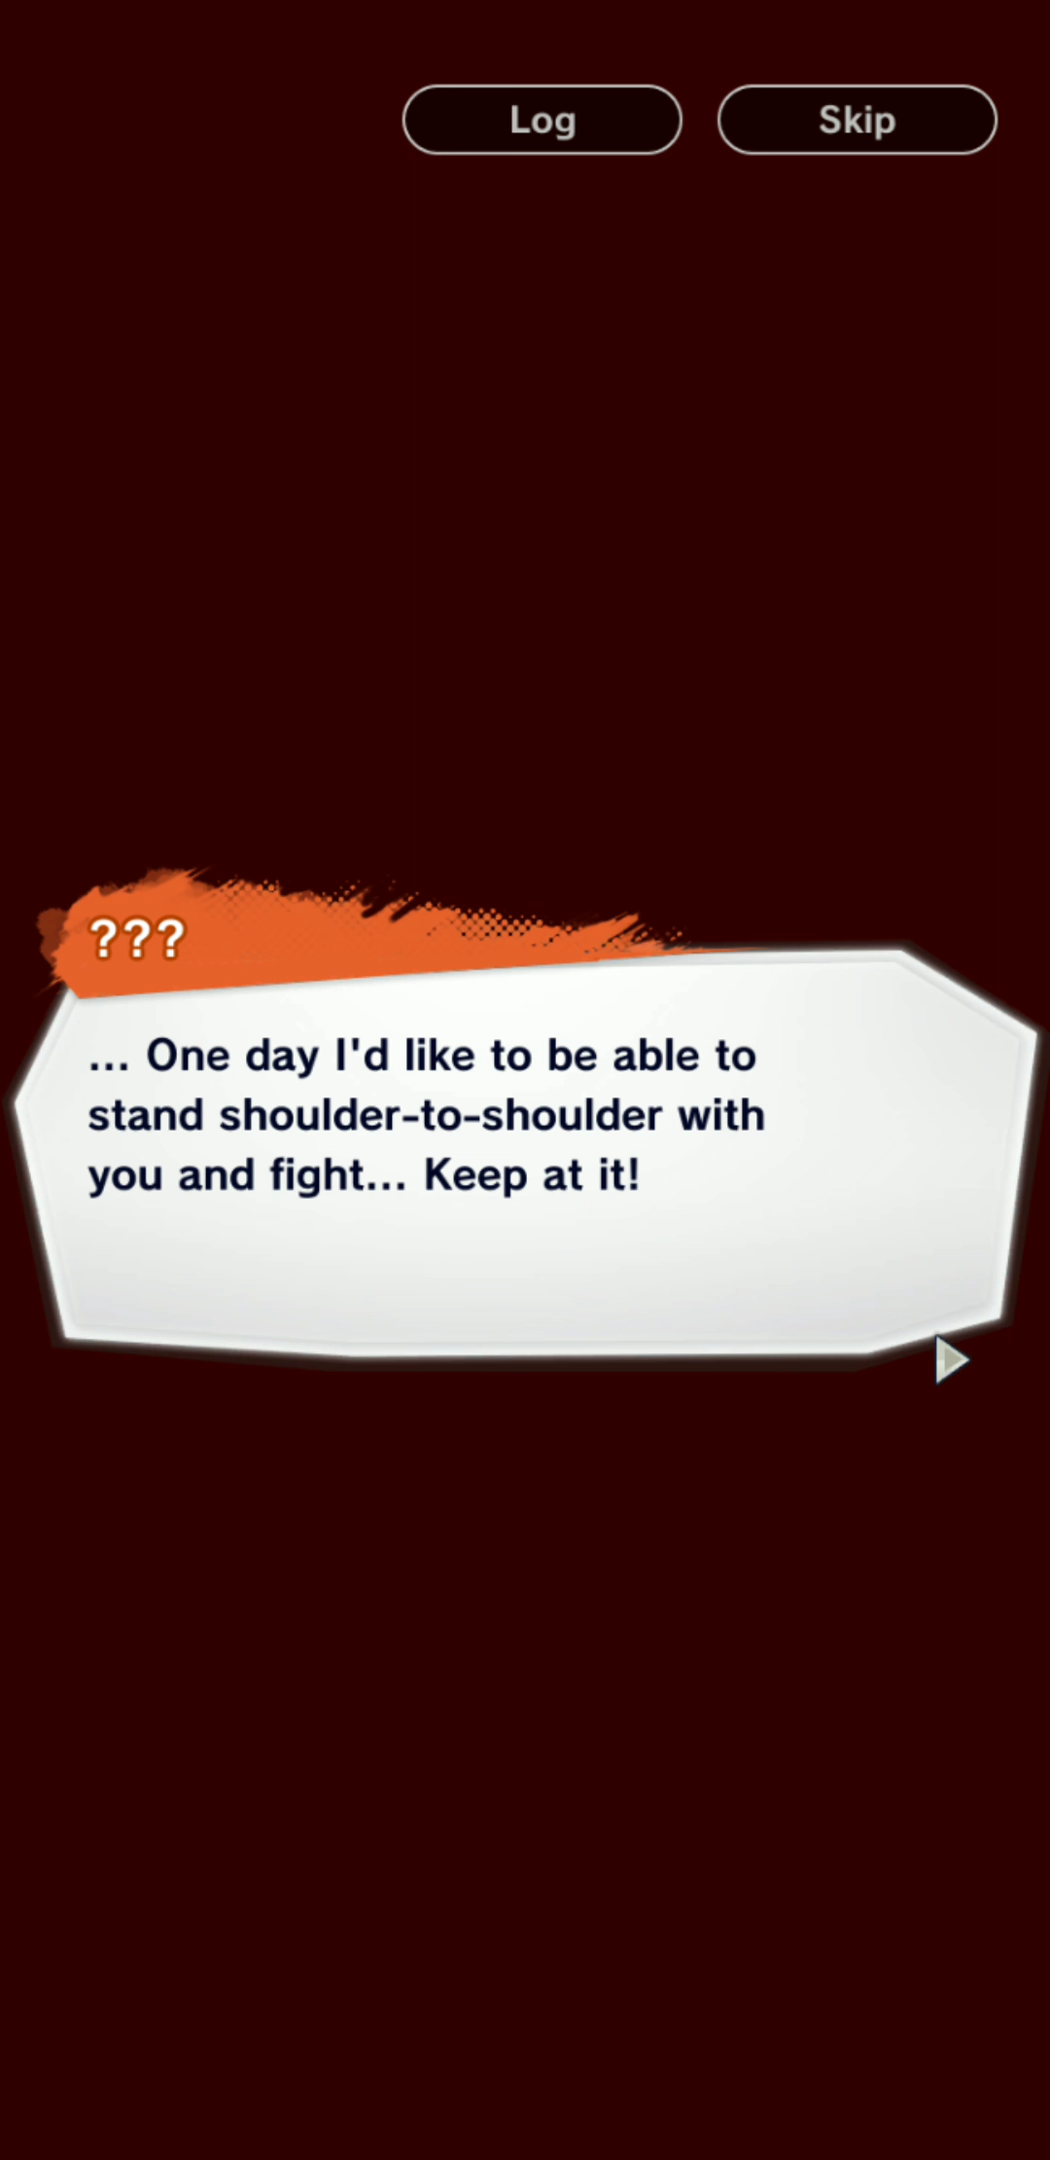 Log
Skip
???
... One day I'd like to be able to
stand shoulder-to-shoulder with
you and fight... Keep at it!